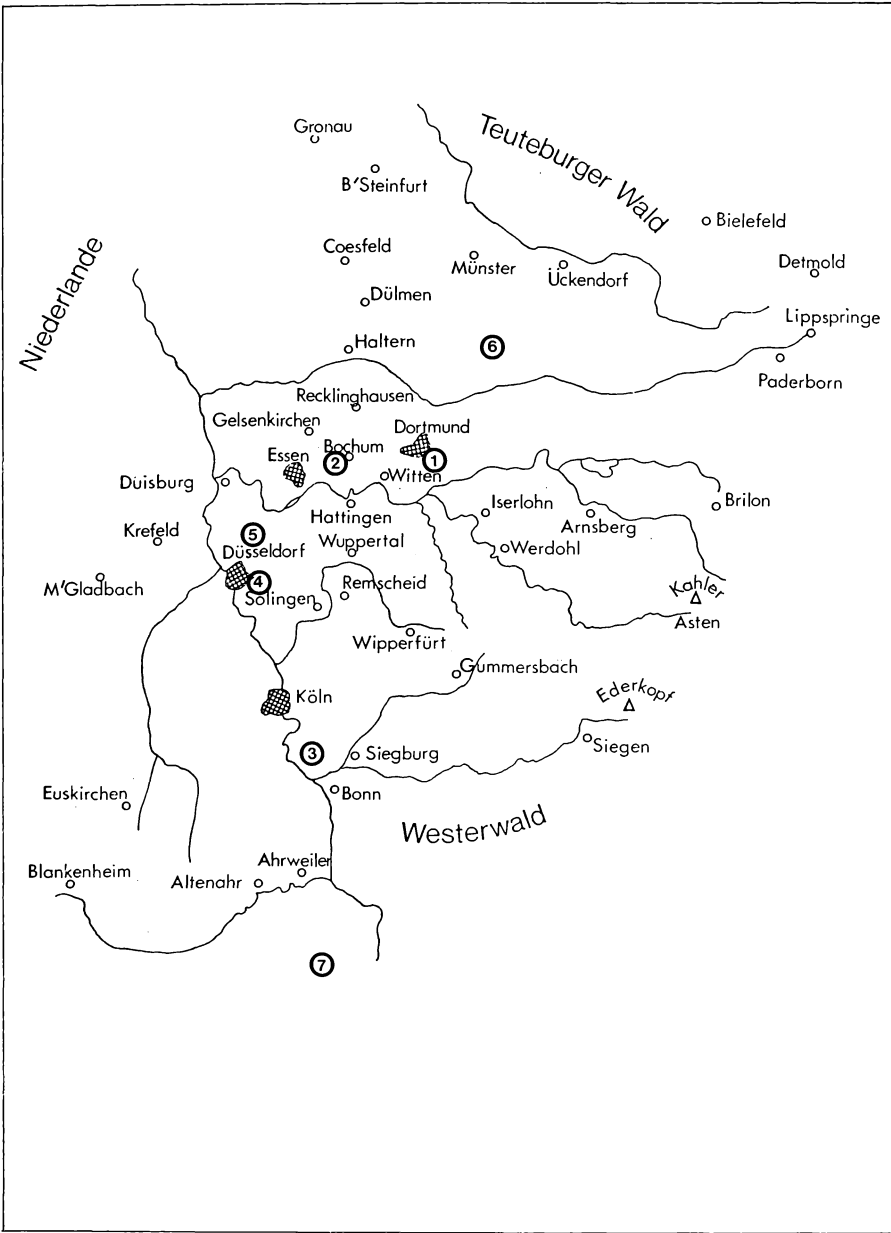 Gronau
Teuteburger Wald
B'Steinfurt
Bielefeld
Niederlande
Coesfeld
Münster
Ückendorf
Detmold
Dülmen
Lippspringe
Haltern
6
Paderborn
Recklinghausen
Gelsenkirchen
Dortmund
Essen
Bochum
2
1
Witten
Düisburg
Hattingen
Iserlohn
Arnsberg
Brilon
Krefeld
5
Düsseldorf
Wuppertal
Werdohl
M'Gladbach
4
Solingen
Remscheid
Kahler
Asten
Wipperfürt
Gummersbach
Köln
Ederkopf
3
Siegburg
Siegen
Euskirchen
Bonn
Westerwald
Blankenheim
Altenahr
Ahrweiler
7